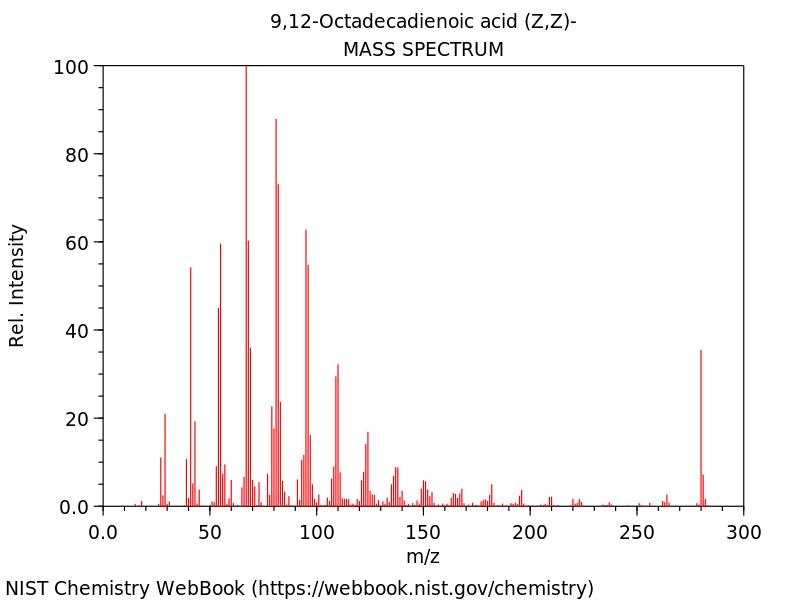 9,12-Octadecadienoic acid (Z,Z)-
MASS SPECTRUM
100
80
60
40
20
0.0
Rel. Intensity
0.0 50 100 150 200 250 300
m/z
NIST Chemistry WebBook (https://webbook.nist.gov/chemistry)